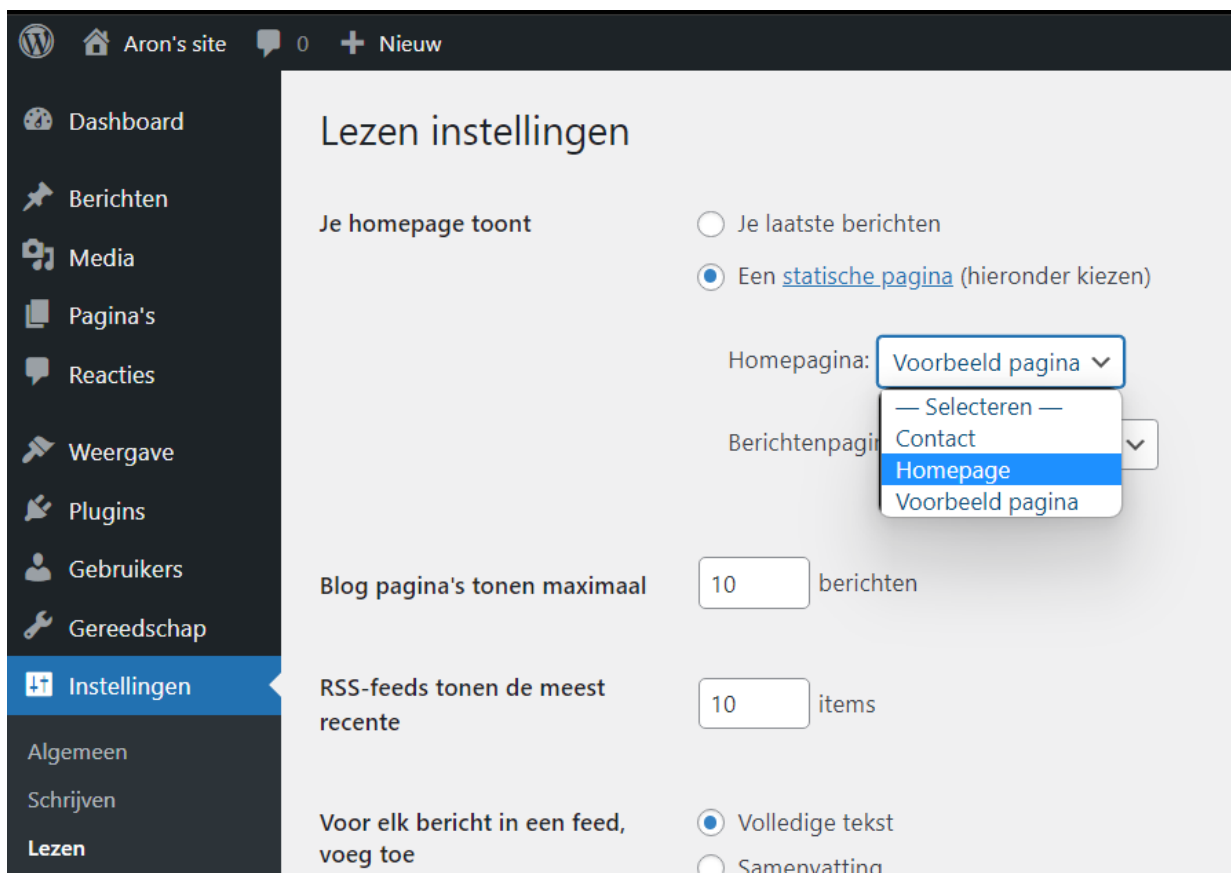 Aron's site 0 Nieuw
Dashboard
Berichten
Media
Pagina's
Reacties
Weergave
Plugins
Gebruikers
Gereedschap
Instellingen
Algemeen
Schrijven
Lezen
Lezen instellingen
Je homepage toont
Je laatste berichten
Een statische pagina (hieronder kiezen)
Homepagina: Voorbeeld pagina
— Selecteren —
Contact
Homepage
Voorbeeld pagina
Berichtenpagin
Blog pagina's tonen maximaal
10 berichten
RSS-feeds tonen de meest
recente
10 items
Voor elk bericht in een feed,
voeg toe
Volledige tekst
Samenvatting